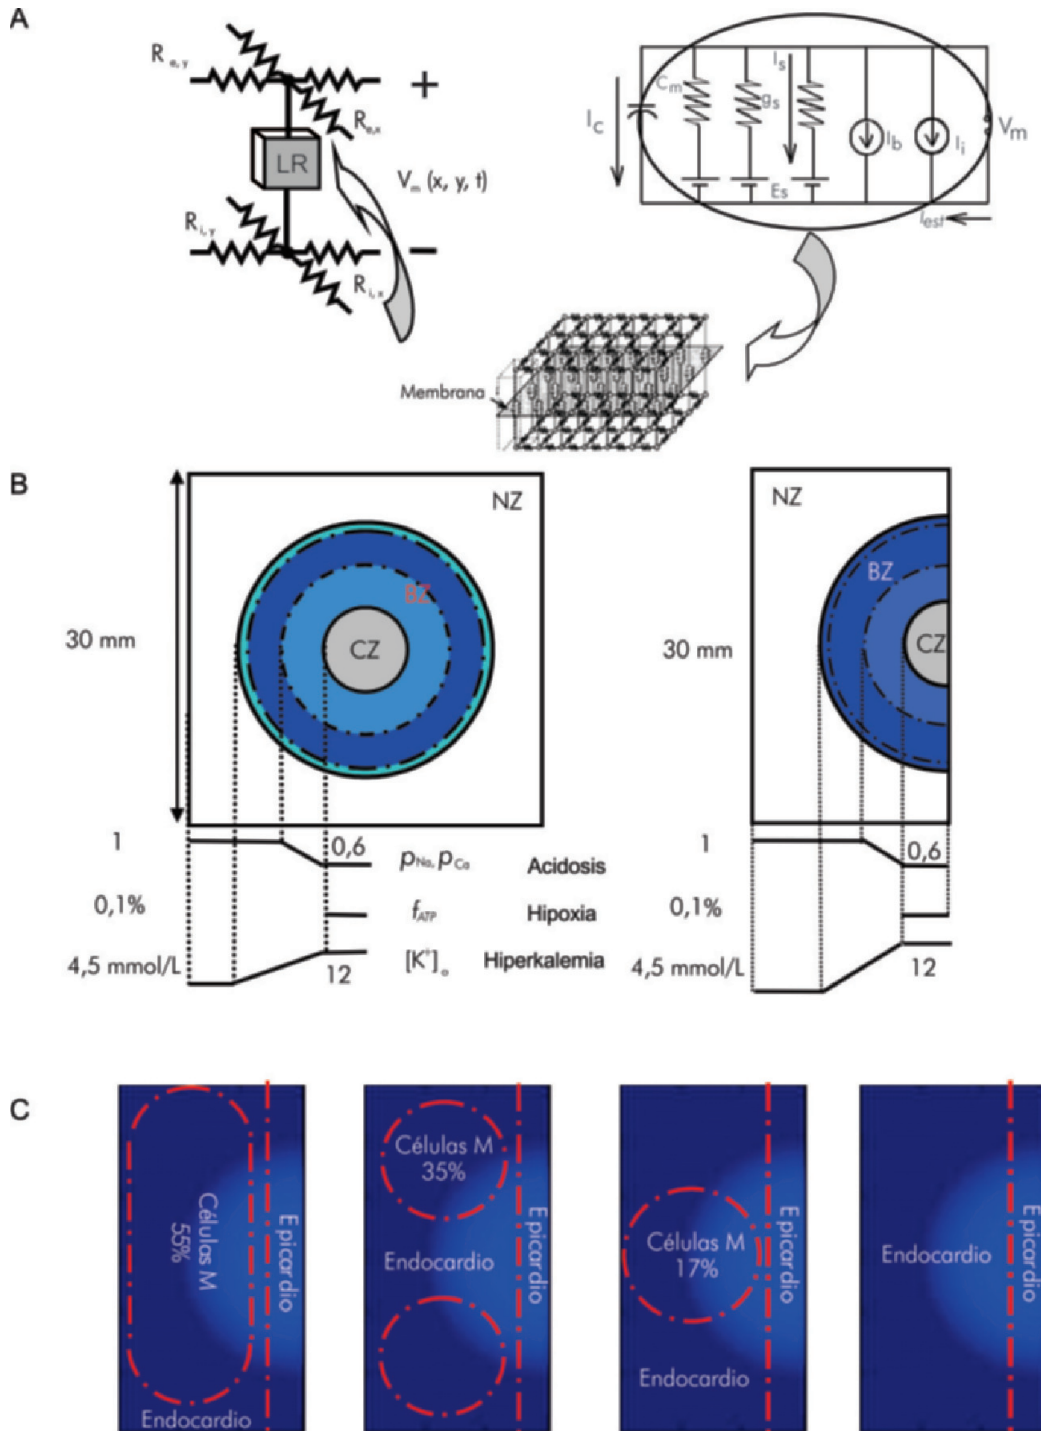 A
R e,y
R e,x
LR
V m (x, y, t)
R i,y
R i,x
+
−
I c
C m
g s
I s
E s
I b
I i
V m
I est
Membrana
B
30 mm
NZ
BZ
CZ
1
0,6
p Na, p Ca
Acidosis
0,1%
f ATP
Hipoxia
4,5 mmol/L
12
[K+] o
Hiperkalemia
30 mm
NZ
BZ
CZ
1
0,6
0,1%
4,5 mmol/L
12
C
Células M
55%
Epicardio
Endocardio
Células M
35%
Endocardio
Epicardio
Células M
17%
Endocardio
Epicardio
Endocardio
Epicardio